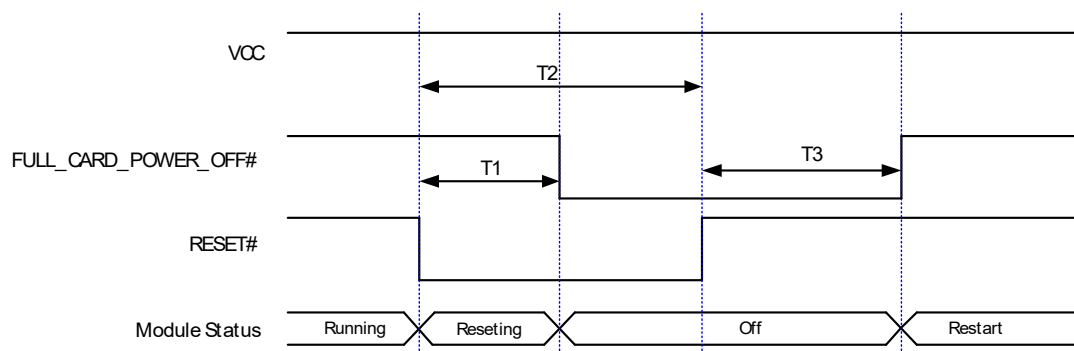 VCC
T2
FULL_CARD_POWER_OFF#
T1
T3
RESET#
Module Status
Running
Reseting
Off
Restart